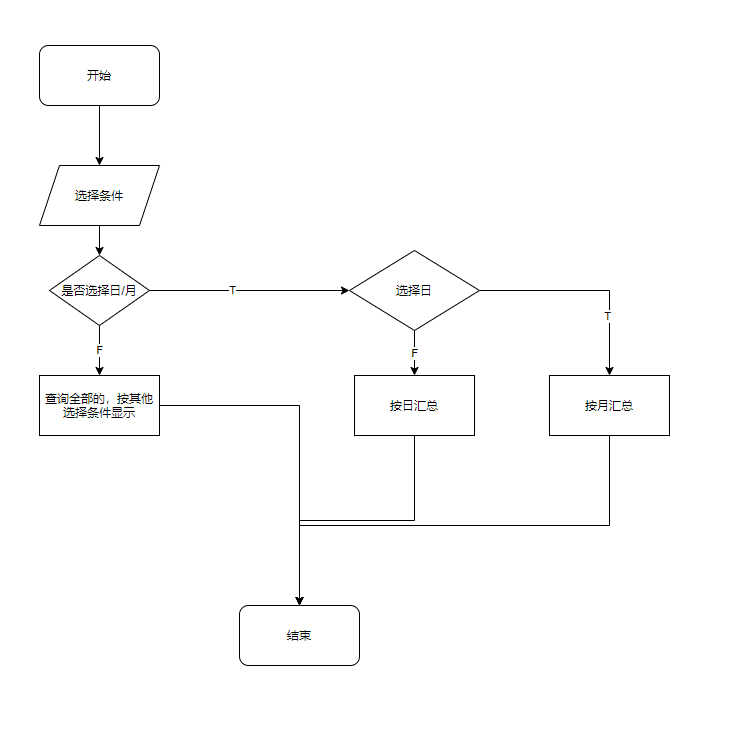 开始
选择条件
是否选择日/月
T
选择日
T
F
F
查询全部的，按其他
选择条件显示
按日汇总
按月汇总
结束